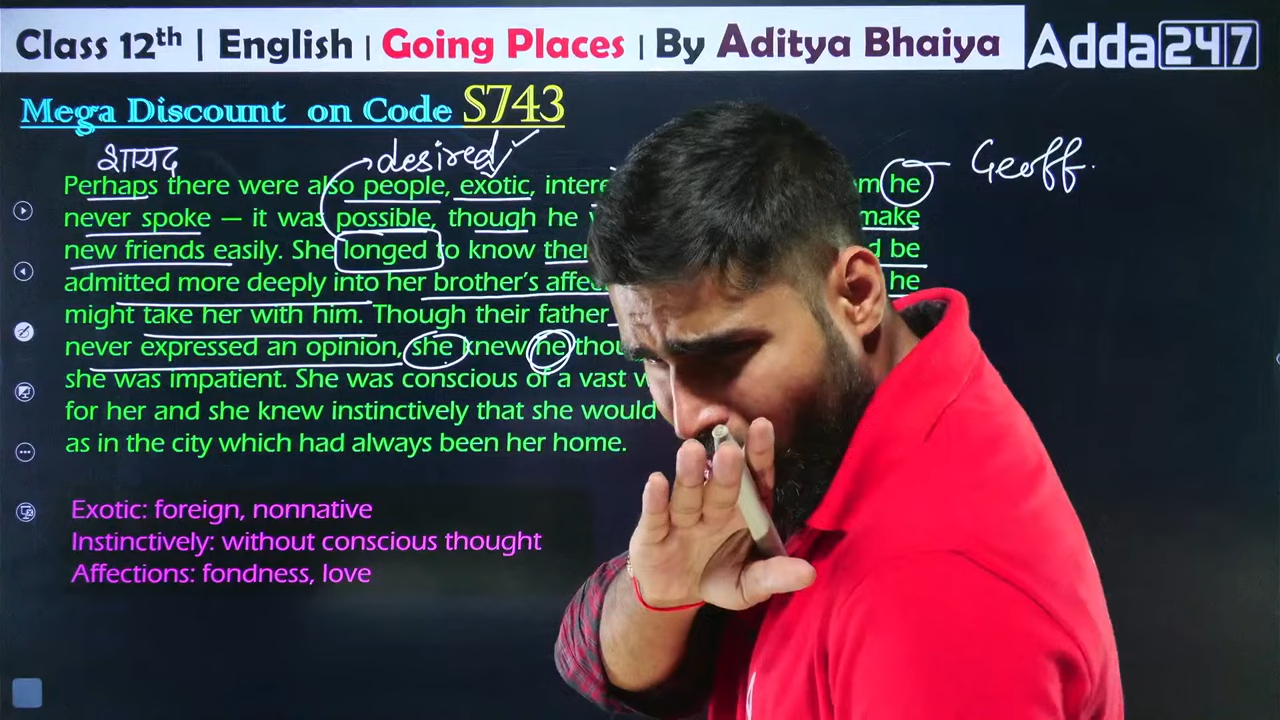 Class 12th | English | Going Places | By Aditya Bhaiya
Adda247
Mega Discount on Code S743
शायद desired Geoff.
Perhaps there were also people, exotic, he
never spoke — it was possible, though he make
new friends easily. She longed to know be
admitted more deeply into her brother's he
might take her with him. Though their father
never expressed an opinion, she knew he
she was impatient. She was conscious of a vast
for her and she knew instinctively that she would
as in the city which had always been her home.
Exotic: foreign, nonnative
Instinctively: without conscious thought
Affections: fondness, love